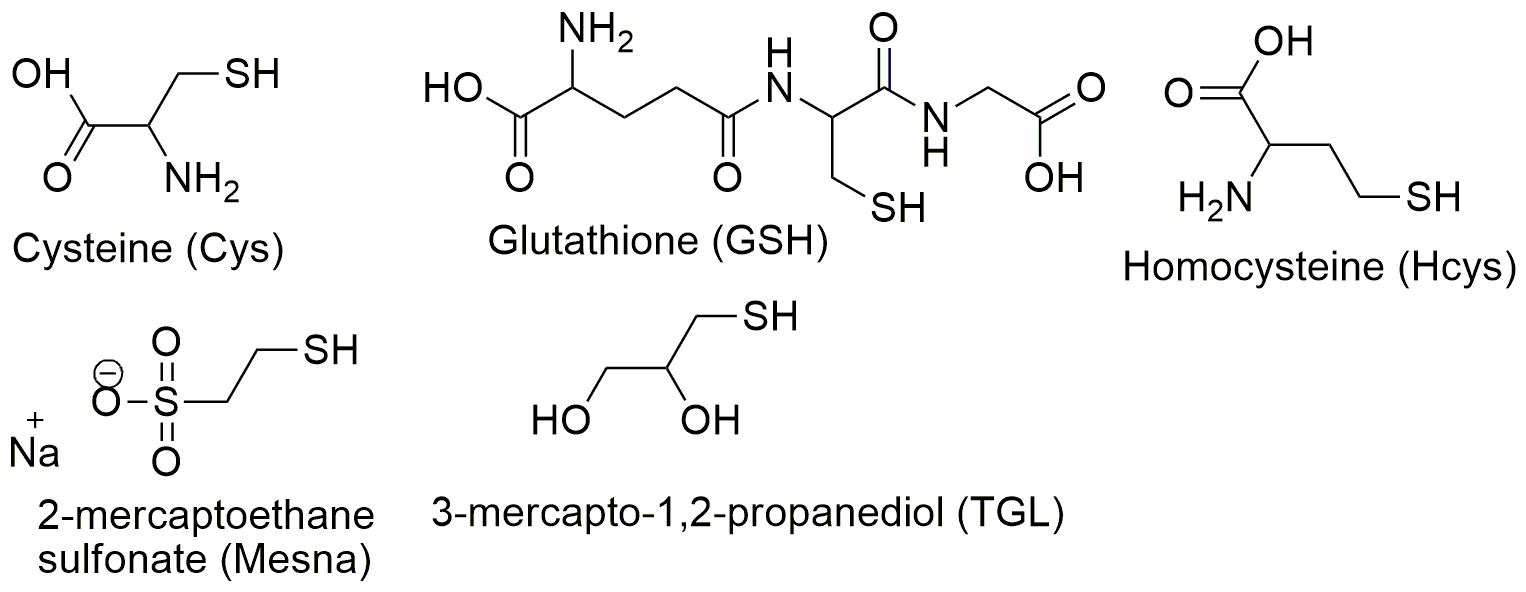 OH
SH
O
NH2
Cysteine (Cys)
NH2
HO
O
H
N
O
O
N
H
O
OH
SH
Glutathione (GSH)
OH
O
H2N
SH
Homocysteine (Hcys)
O
SH
−
O
S
O
+
Na
2-mercaptoethane
sulfonate (Mesna)
SH
HO
OH
3-mercapto-1,2-propanediol (TGL)